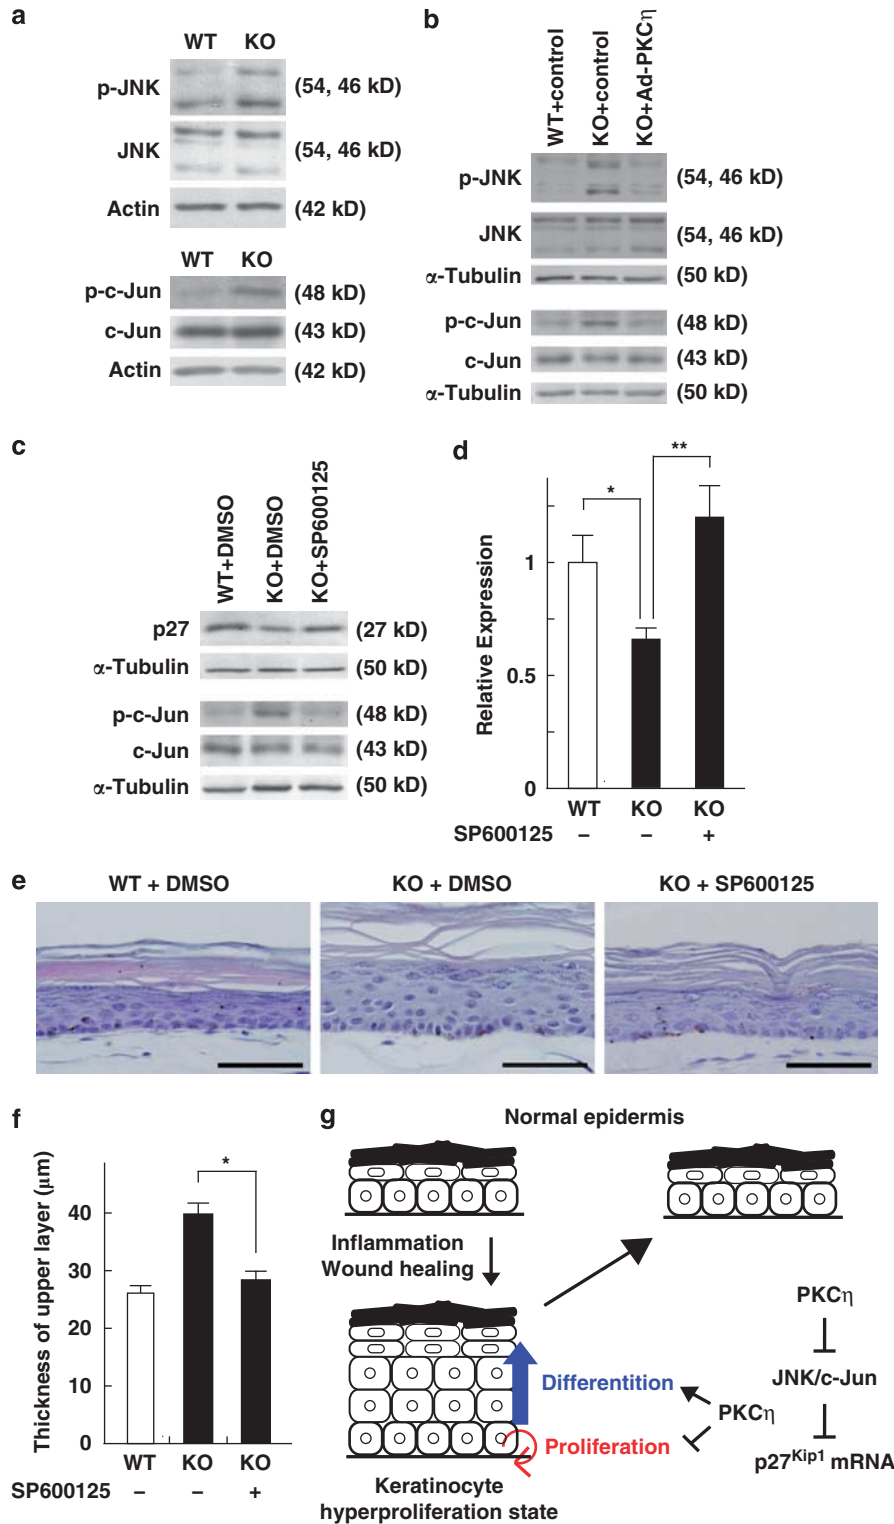 a
WT KO
p-JNK (54, 46 kD)
JNK (54, 46 kD)
Actin (42 kD)
WT KO
p-c-Jun (48 kD)
c-Jun (43 kD)
Actin (42 kD)
b
WT+control KO+control KO+Ad-PKCη
p-JNK (54, 46 kD)
JNK (54, 46 kD)
α-Tubulin (50 kD)
p-c-Jun (48 kD)
c-Jun (43 kD)
α-Tubulin (50 kD)
c
WT+DMSO KO+DMSO KO+SP600125
p27 (27 kD)
α-Tubulin (50 kD)
p-c-Jun (48 kD)
c-Jun (43 kD)
α-Tubulin (50 kD)
d
* **
Relative Expression
1
0.5
0
WT KO KO
SP600125 – – +
e
WT + DMSO KO + DMSO KO + SP600125
f
*
Thickness of upper layer (μm)
40
30
20
10
0
WT KO KO
SP600125 – – +
g
Normal epidermis
Inflammation
Wound healing
Differentition
Proliferation
PKCη
Keratinocyte
hyperproliferation state
PKCη
JNK/c-Jun
p27Kip1 mRNA